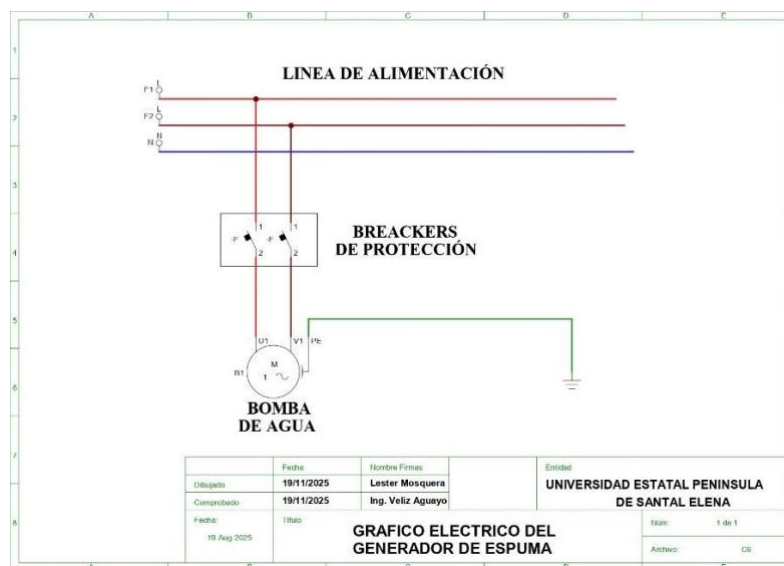 A B C D E
1
LINEA DE ALIMENTACIÓN
L
F1
2
L
F2
N
N
3
1 1
BREACKERS
-F -F
DE PROTECCIÓN
4
2 2
5
U1 V1 PE
M
B1
1
6
BOMBA
DE AGUA
7
Fecha Nombre Firmas Entidad
Dibujado 19/11/2025 Lester Mosquera
UNIVERSIDAD ESTATAL PENINSULA
DE SANTAL ELENA
Comprobado 19/11/2025 Ing. Veliz Aguayo
8
Fecha: Titulo
19 Aug 2025
GRAFICO ELECTRICO DEL
GENERADOR DE ESPUMA
Núm: 1 de 1
Archivo: